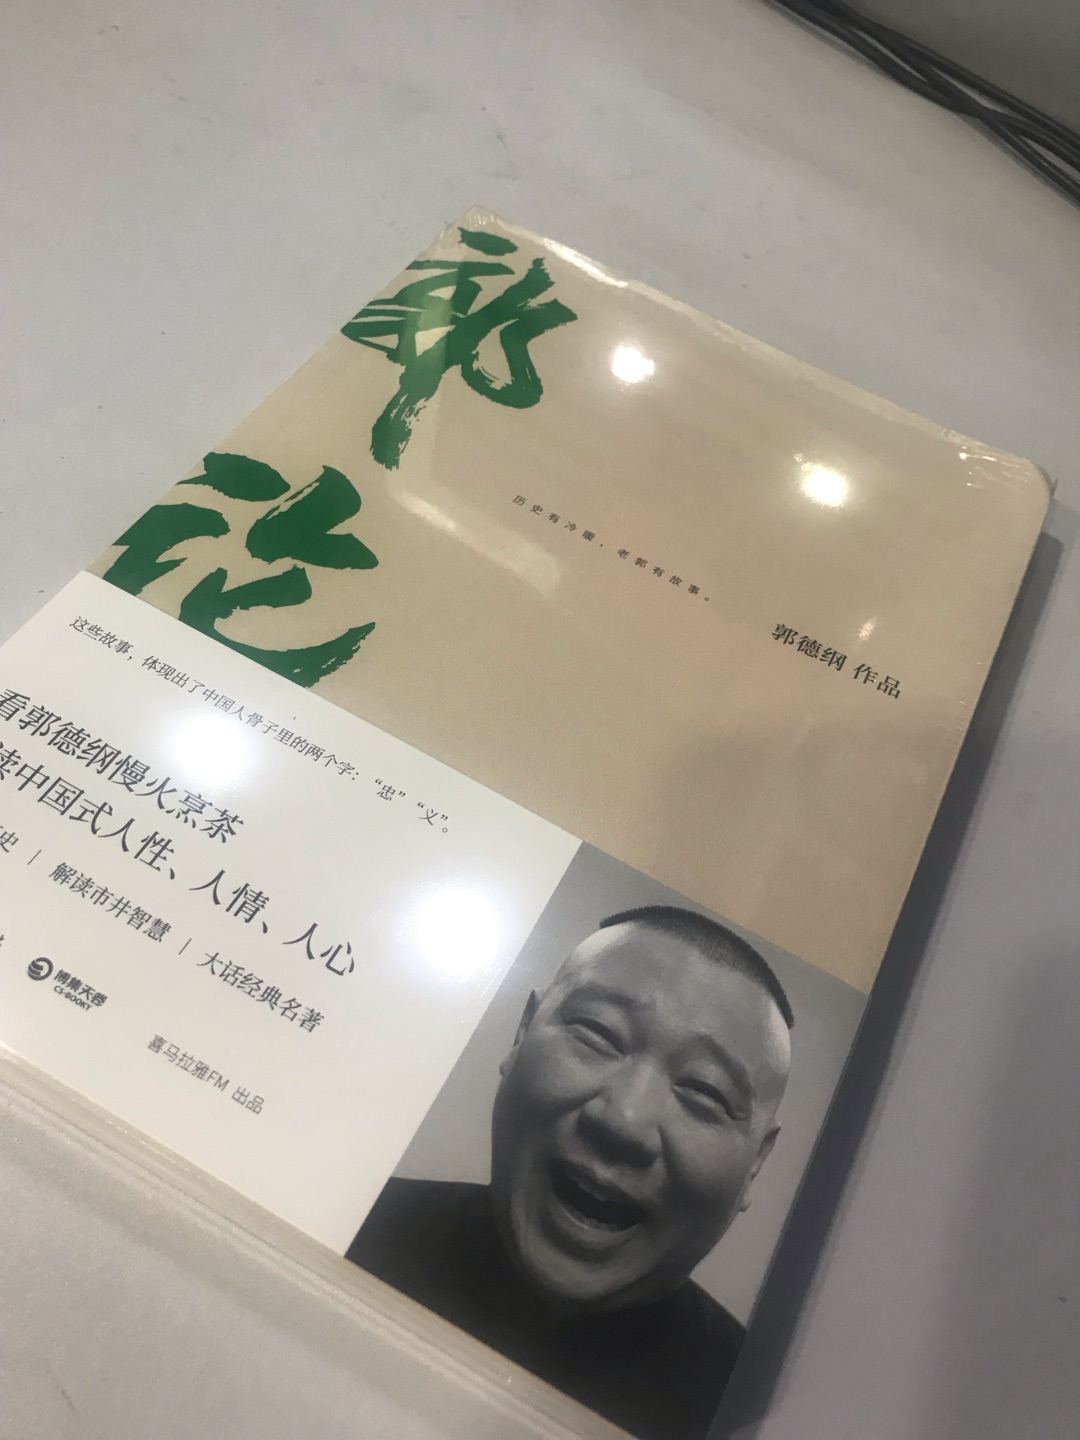 郭
论
历史有冷暖，老郭有故事。
郭德纲 作品
这些故事，体现出了中国人骨子里的两个字：“忠”“义”。
看郭德纲慢火烹茶
读中国式人性、人情、人心
史 | 解读市井智慧 | 大话经典名著
博集天卷
CS-BOOKY
喜马拉雅FM 出品